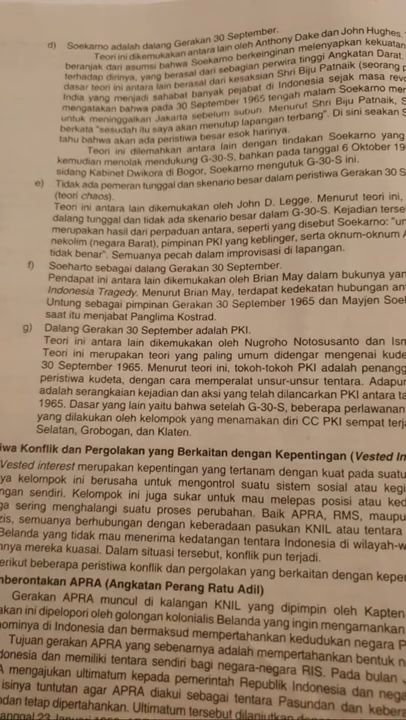 d) Soekarno adalah dalang Gerakan 30 September.
Teori ini dikemukakan antara lain oleh Anthony Dake dan John Hughes,
beranjak dari asumsi bahwa Soekarno berkeinginan melenyapkan kekuatan
terhadap dirinya, yang berasal dari sebagian perwira tinggi Angkatan Darat.
dasar teori ini antara lain berasal dari kesaksian Shri Biju Patnaik (seorang
India yang menjadi sahabat banyak pejabat di Indonesia sejak masa
mengatakan bahwa pada 30 September 1965 tengah malam Soekarno
untuk meninggalkan Jakarta sebelum subuh. Menurut Shri Biju Patnaik,
berkata "sesudah itu saya akan menutup lapangan terbang". Di sini seakan
tahu bahwa akan ada peristiwa besar esok harinya.
Teori ini dilemahkan antara lain dengan tindakan Soekarno yang
kemudian menolak mendukung G-30-S, bahkan pada tanggal 6 Oktober 19
sidang Kabinet Dwikora di Bogor, Soekarno mengutuk G-30-S ini.
e) Tidak ada pemeran tunggal dan skenario besar dalam peristiwa Gerakan 30 S
(teori chaos).
Teori ini antara lain dikemukakan oleh John D. Legge. Menurut teori ini,
dalang tunggal dan tidak ada skenario besar dalam G-30-S. Kejadian terse
merupakan hasil dari perpaduan antara, seperti yang disebut Soekarno: "un
nekolim (negara Barat), pimpinan PKI yang keblinger, serta oknum-oknum A
tidak benar". Semuanya pecah dalam improvisasi di lapangan.
f) Soeharto sebagai dalang Gerakan 30 September.
Pendapat ini antara lain dikemukakan oleh Brian May dalam bukunya yan
Indonesia Tragedy. Menurut Brian May, terdapat kedekatan hubungan an
Untung sebagai pimpinan Gerakan 30 September 1965 dan Mayjen Soe
saat itu menjabat Panglima Kostrad.
g) Dalang Gerakan 30 September adalah PKI.
Teori ini antara lain dikemukakan oleh Nugroho Notosusanto dan Ism
Teori ini merupakan teori yang paling umum didengar mengenai kude
30 September 1965. Menurut teori ini, tokoh-tokoh PKI adalah penangg
peristiwa kudeta, dengan cara memperalat unsur-unsur tentara. Adapun
adalah serangkaian kejadian dan aksi yang telah dilancarkan PKI antara ta
1965. Dasar yang lain yaitu bahwa setelah G-30-S, beberapa perlawanan
yang dilakukan oleh kelompok yang menamakan diri CC PKI sempat terja
Selatan, Grobogan, dan Klaten.
iwa Konflik dan Pergolakan yang Berkaitan dengan Kepentingan (Vested In
Vested interest merupakan kepentingan yang tertanam dengan kuat pada suatu
ya kelompok ini berusaha untuk mengontrol suatu sistem sosial atau kegi
ngan sendiri. Kelompok ini juga sukar untuk mau melepas posisi atau ked
ga sering menghalangi suatu proses perubahan. Baik APRA, RMS, maupu
zis, semuanya berhubungan dengan keberadaan pasukan KNIL atau tentara
Belanda yang tidak mau menerima kedatangan tentara Indonesia di wilayah-w
nnya mereka kuasai. Dalam situasi tersebut, konflik pun terjadi.
erikut beberapa peristiwa konflik dan pergolakan yang berkaitan dengan keper
mberontakan APRA (Angkatan Perang Ratu Adil)
Gerakan APRA muncul di kalangan KNIL yang dipimpin oleh Kapten
akan ini dipelopori oleh golongan kolonialis Belanda yang ingin mengamankan
nominya di Indonesia dan bermaksud mempertahankan kedudukan negara P
Tujuan gerakan APRA yang sebenarnya adalah mempertahankan bentuk n
donesia dan memiliki tentara sendiri bagi negara-negara RIS. Pada bulan
A mengajukan ultimatum kepada pemerintah Republik Indonesia dan nega
isinya tuntutan agar APRA diakui sebagai tentara Pasundan dan kebera
dan tetap dipertahankan. Ultimatum tersebut dilanjutkan